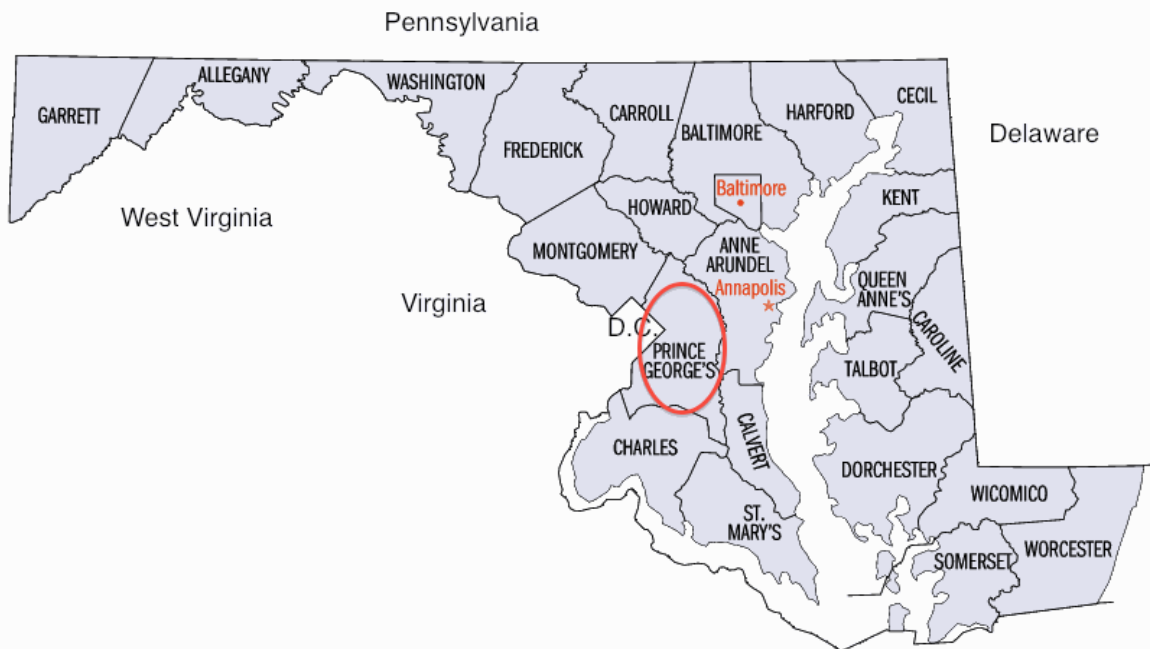 Pennsylvania
GARRETT
ALLEGANY
WASHINGTON
FREDERICK
CARROLL
BALTIMORE
HARFORD
CECIL
Delaware
West Virginia
Baltimore
HOWARD
KENT
MONTGOMERY
ANNE
ARUNDEL
Annapolis
QUEEN
ANNE'S
Virginia
D.C.
PRINCE
GEORGE'S
CAROLINE
TALBOT
CHARLES
CALVERT
DORCHESTER
WICOMICO
ST.
MARY'S
SOMERSET
WORCESTER